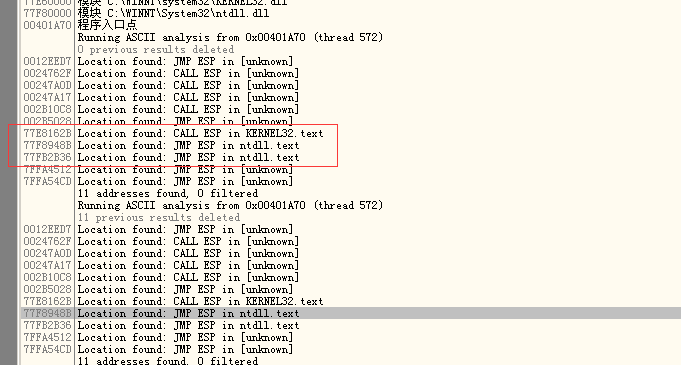 77E60000 模块 C:\WINNT\system32\KERNEL32.dll
77F80000 模块 C:\WINNT\System32\ntdll.dll
00401A70 程序入口点
Running ASCII analysis from 0x00401A70 (thread 572)
0 previous results deleted
0012EED7 Location found: JMP ESP in [unknown]
0024762F Location found: CALL ESP in [unknown]
00247A0D Location found: CALL ESP in [unknown]
00247A17 Location found: CALL ESP in [unknown]
002B10C8 Location found: CALL ESP in [unknown]
002B5028 Location found: JMP ESP in [unknown]
77E8162B Location found: CALL ESP in KERNEL32.text
77F8948B Location found: JMP ESP in ntdll.text
77FB2B36 Location found: JMP ESP in ntdll.text
7FFA4512 Location found: JMP ESP in [unknown]
7FFA54CD Location found: JMP ESP in [unknown]
11 addresses found, 0 filtered
Running ASCII analysis from 0x00401A70 (thread 572)
11 previous results deleted
0012EED7 Location found: JMP ESP in [unknown]
0024762F Location found: CALL ESP in [unknown]
00247A0D Location found: CALL ESP in [unknown]
00247A17 Location found: CALL ESP in [unknown]
002B10C8 Location found: CALL ESP in [unknown]
002B5028 Location found: JMP ESP in [unknown]
77E8162B Location found: CALL ESP in KERNEL32.text
77F8948B Location found: JMP ESP in ntdll.text
77FB2B36 Location found: JMP ESP in ntdll.text
7FFA4512 Location found: JMP ESP in [unknown]
7FFA54CD Location found: JMP ESP in [unknown]
11 addresses found, 0 filtered